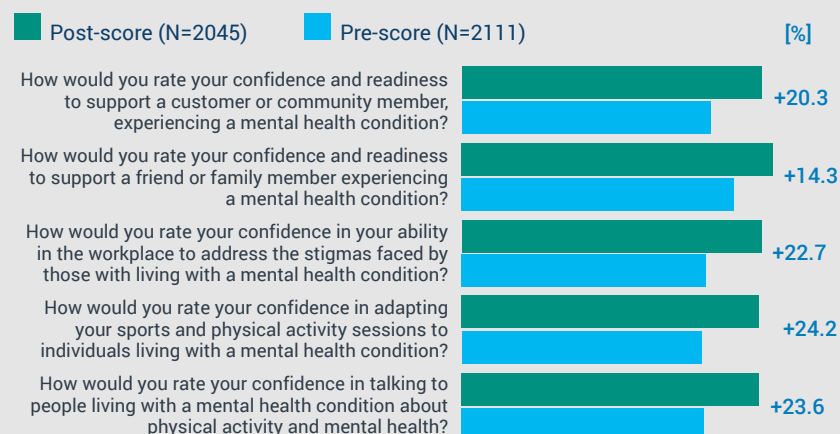 Post-score (N=2045) Pre-score (N=2111) [%]
How would you rate your confidence and readiness
to support a customer or community member,
experiencing a mental health condition?
+20.3
How would you rate your confidence and readiness
to support a friend or family member experiencing
a mental health condition?
+14.3
How would you rate your confidence in your ability
in the workplace to address the stigmas faced by
those with living with a mental health condition?
+22.7
How would you rate your confidence in adapting
your sports and physical activity sessions to
individuals living with a mental health condition?
+24.2
How would you rate your confidence in talking to
people living with a mental health condition about
physical activity and mental health?
+23.6